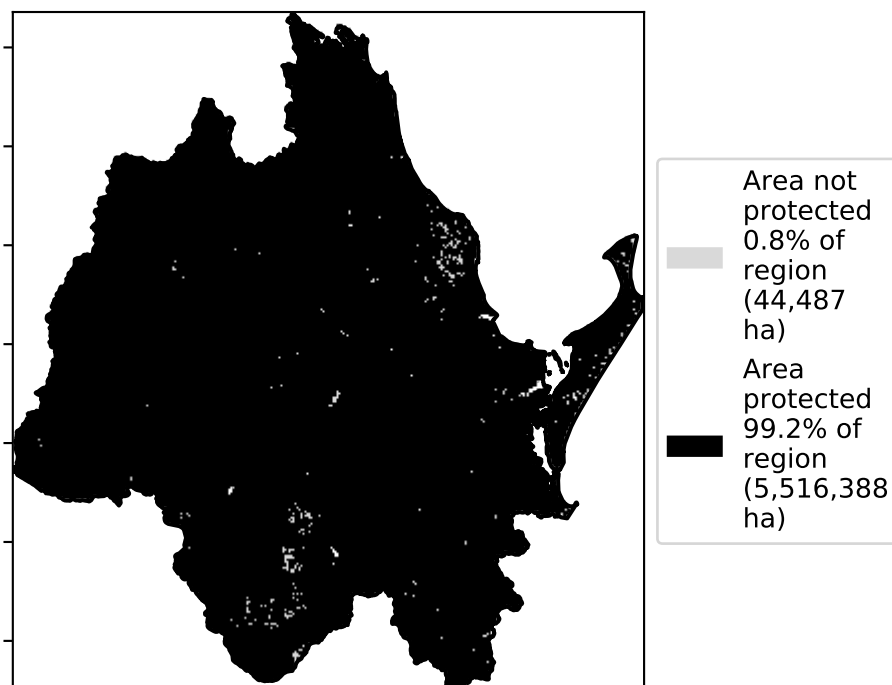 Area not
protected
0.8% of
region
(44,487
ha)
Area
protected
99.2% of
region
(5,516,388
ha)